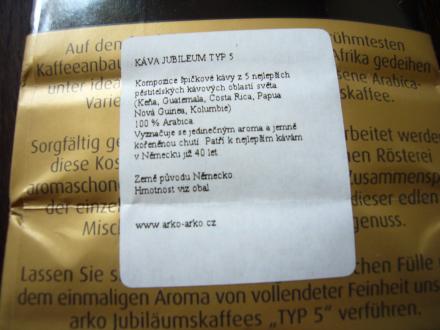 Auf den
rühmtesten
Kaffeeanbau
Afrika gedeihen
unter idea
sene Arabica-
Varie
skaffee.
KÁVA JUBILEUM TYP 5
Kompozice špičkové kávy z 5 nejlepších
pěstitelských kávových oblastí světa
(Keňa, Guatemala, Costa Rica, Papua
Nová Guinea, Kolumbie)
100 % Arabica
Vyznačuje se jedinečným aroma a jemně
kořeněnou chutí. Patří k nejlepším kávám
v Německu již 40 let.
Země původu Německo
Hmotnost viz obal
www.arko-arko.cz
Sorgfältig g
rbeitet werden
diese Kos
n Rösterei
aromaschon
Zusammensp
der einzel
dieser edlen
Misch
genuss.
Lassen Sie s
chen Fülle
dem einmaligen Aroma von vollendeter Feinheit uns
arko Jubiläumskaffees „TYP 5" verführen.